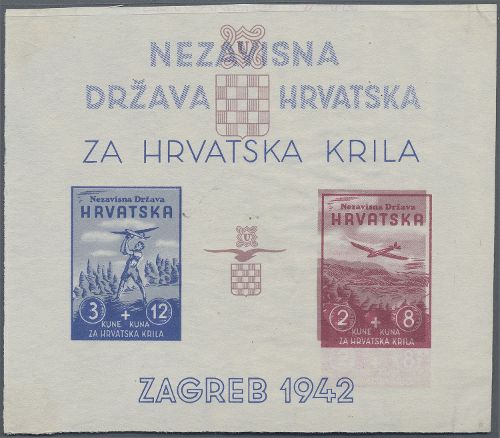 U
NEZAVISNA
DRŽAVA HRVATSKA
ZA HRVATSKA KRILA
Nezavisna Država
HRVATSKA
3 + 12
KUNE KUNA
ZA HRVATSKA KRILA
U
Nezavisna Država
HRVATSKA
2 + 8
KUNE KUNA
ZA HRVATSKA KRILA
ZAGREB 1942